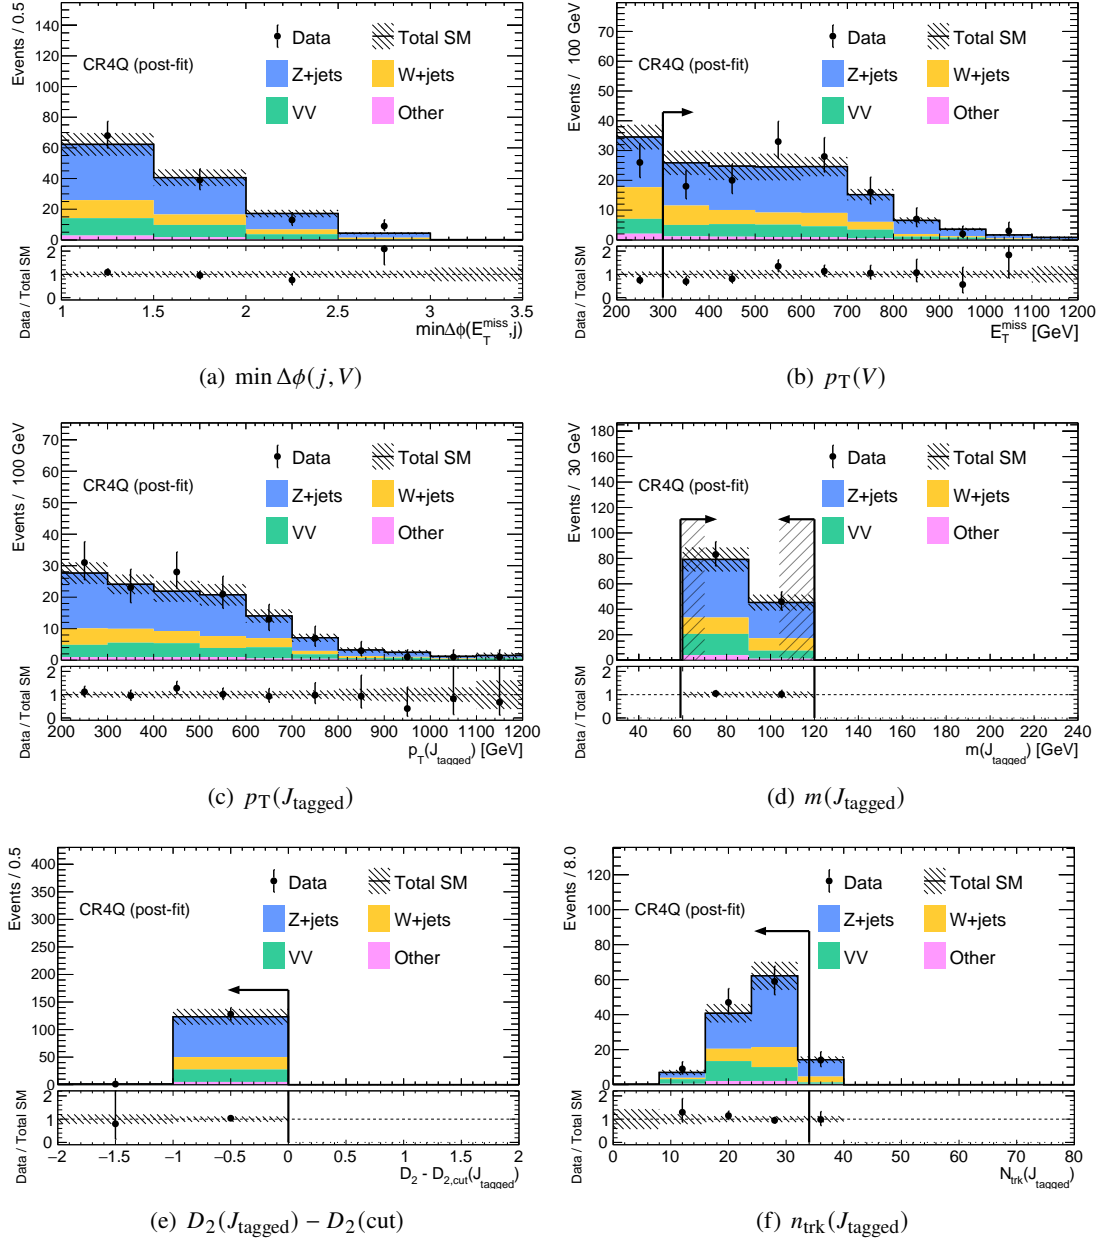 Events / 0.5
140
120
100
80
60
40
20
0
CR4Q (post-fit)
Data
Total SM
Z+jets
W+jets
VV
Other
Data / Total SM
2
1
0
1 1.5 2 2.5 3 3.5
minΔϕ(E_T^miss,j)
(a) min Δϕ(j, V)
Events / 100 GeV
70
60
50
40
30
20
10
0
CR4Q (post-fit)
Data
Total SM
Z+jets
W+jets
VV
Other
Data / Total SM
2
1
0
200 300 400 500 600 700 800 900 1000 1100 1200
E_T^miss [GeV]
(b) p_T(V)
Events / 100 GeV
70
60
50
40
30
20
10
0
CR4Q (post-fit)
Data
Total SM
Z+jets
W+jets
VV
Other
Data / Total SM
2
1
0
200 300 400 500 600 700 800 900 1000 1100 1200
p_T(J_tagged) [GeV]
(c) p_T(J_tagged)
Events / 30 GeV
180
160
140
120
100
80
60
40
20
0
CR4Q (post-fit)
Data
Total SM
Z+jets
W+jets
VV
Other
Data / Total SM
2
1
0
40 60 80 100 120 140 160 180 200 220 240
m(J_tagged) [GeV]
(d) m(J_tagged)
Events / 0.5
400
350
300
250
200
150
100
50
0
CR4Q (post-fit)
Data
Total SM
Z+jets
W+jets
VV
Other
Data / Total SM
2
1
0
−2 −1.5 −1 −0.5 0 0.5 1 1.5 2
D_2 - D_2,cut(J_tagged)
(e) D_2(J_tagged) − D_2(cut)
Events / 8.0
120
100
80
60
40
20
0
CR4Q (post-fit)
Data
Total SM
Z+jets
W+jets
VV
Other
Data / Total SM
2
1
0
0 10 20 30 40 50 60 70 80
N_trk(J_tagged)
(f) n_trk(J_tagged)